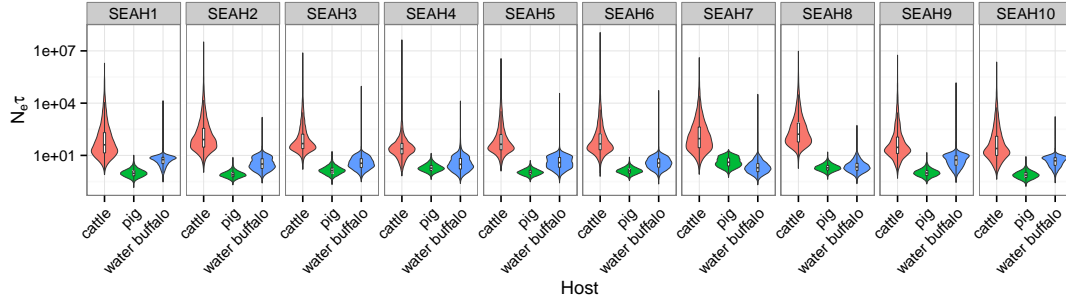 SEAH1 SEAH2 SEAH3 SEAH4 SEAH5 SEAH6 SEAH7 SEAH8 SEAH9 SEAH10
1e+07
1e+04
1e+01
Neτ
cattle pig water buffalo cattle pig water buffalo cattle pig water buffalo cattle pig water buffalo cattle pig water buffalo cattle pig water buffalo cattle pig water buffalo cattle pig water buffalo cattle pig water buffalo cattle pig water buffalo
Host